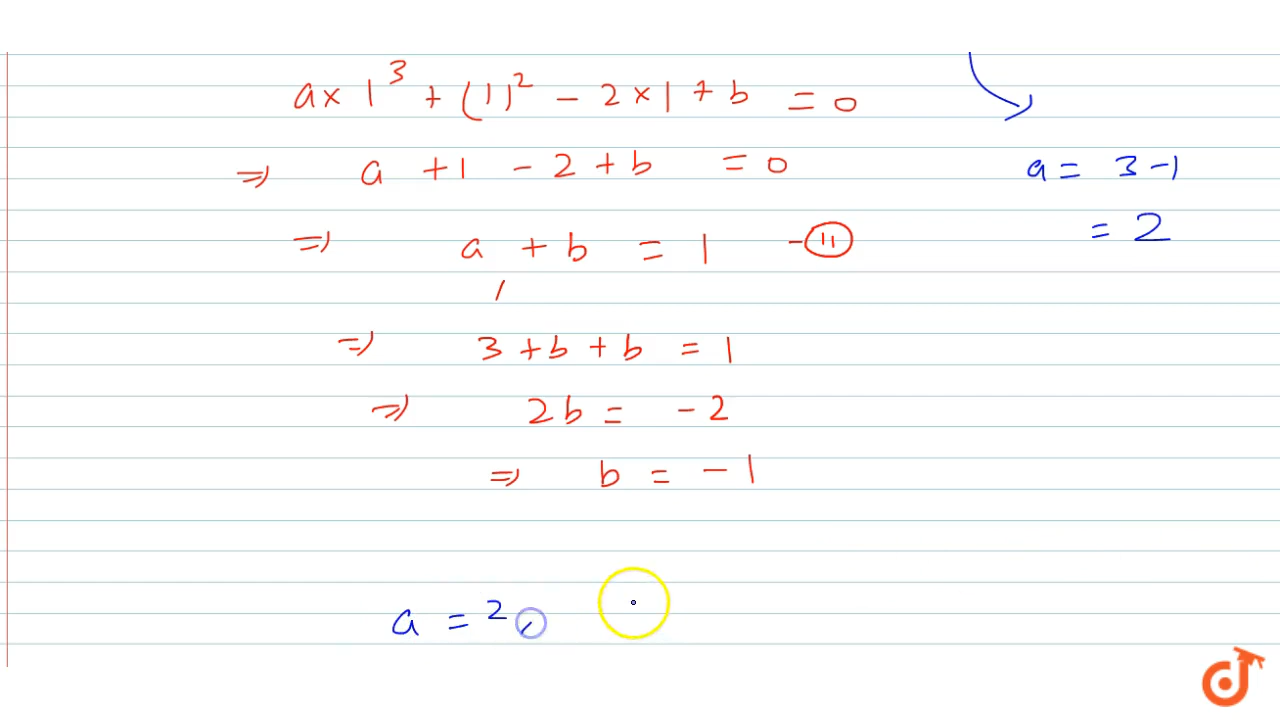 a × 1³ + (1)² - 2 × 1 + b = 0
⇒ a + 1 - 2 + b = 0
⇒ a + b = 1 - (11)
⇒ 3 + b + b = 1
⇒ 2b = -2
⇒ b = -1
a = 2,
a = 3 - 1
= 2